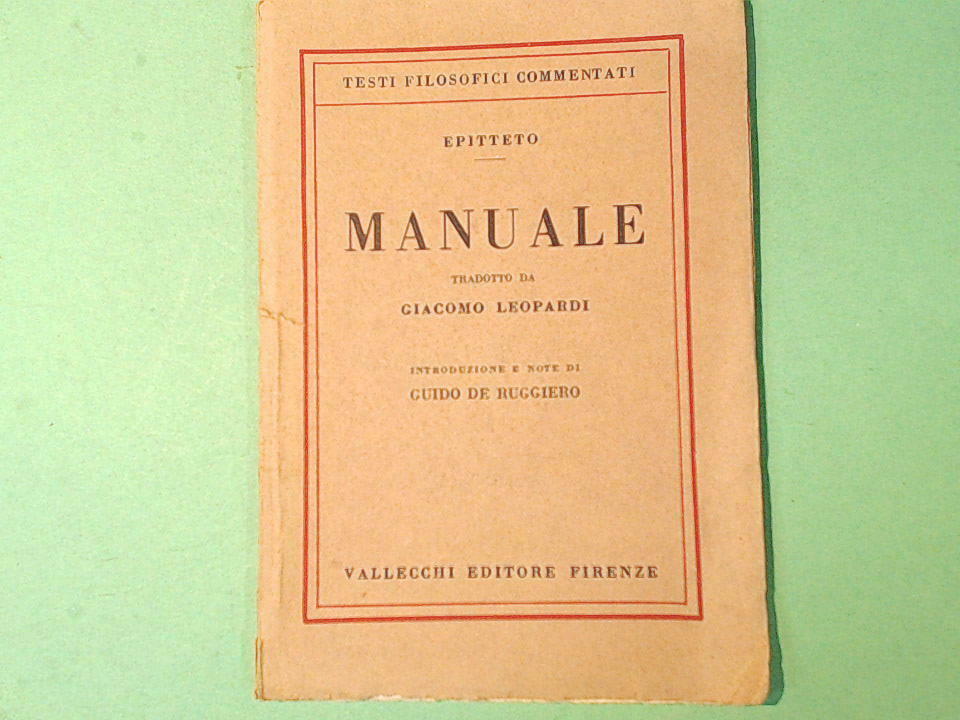 TESTI FILOSOFICI COMMENTATI
EPITTETO
MANUALE
TRADOTTO DA
GIACOMO LEOPARDI
INTRODUZIONE E NOTE DI
GUIDO DE RUGGIERO
VALLECCHI EDITORE FIRENZE